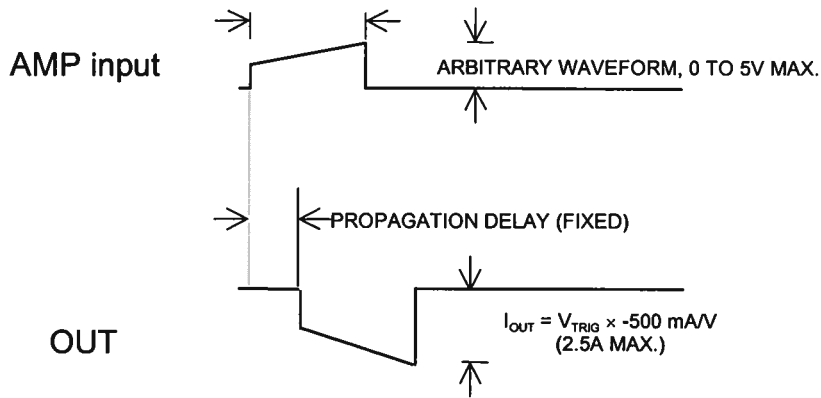 AMP input
ARBITRARY WAVEFORM, 0 TO 5V MAX.
PROPAGATION DELAY (FIXED)
OUT
I_OUT = V_TRIG × -500 mA/V
(2.5A MAX.)